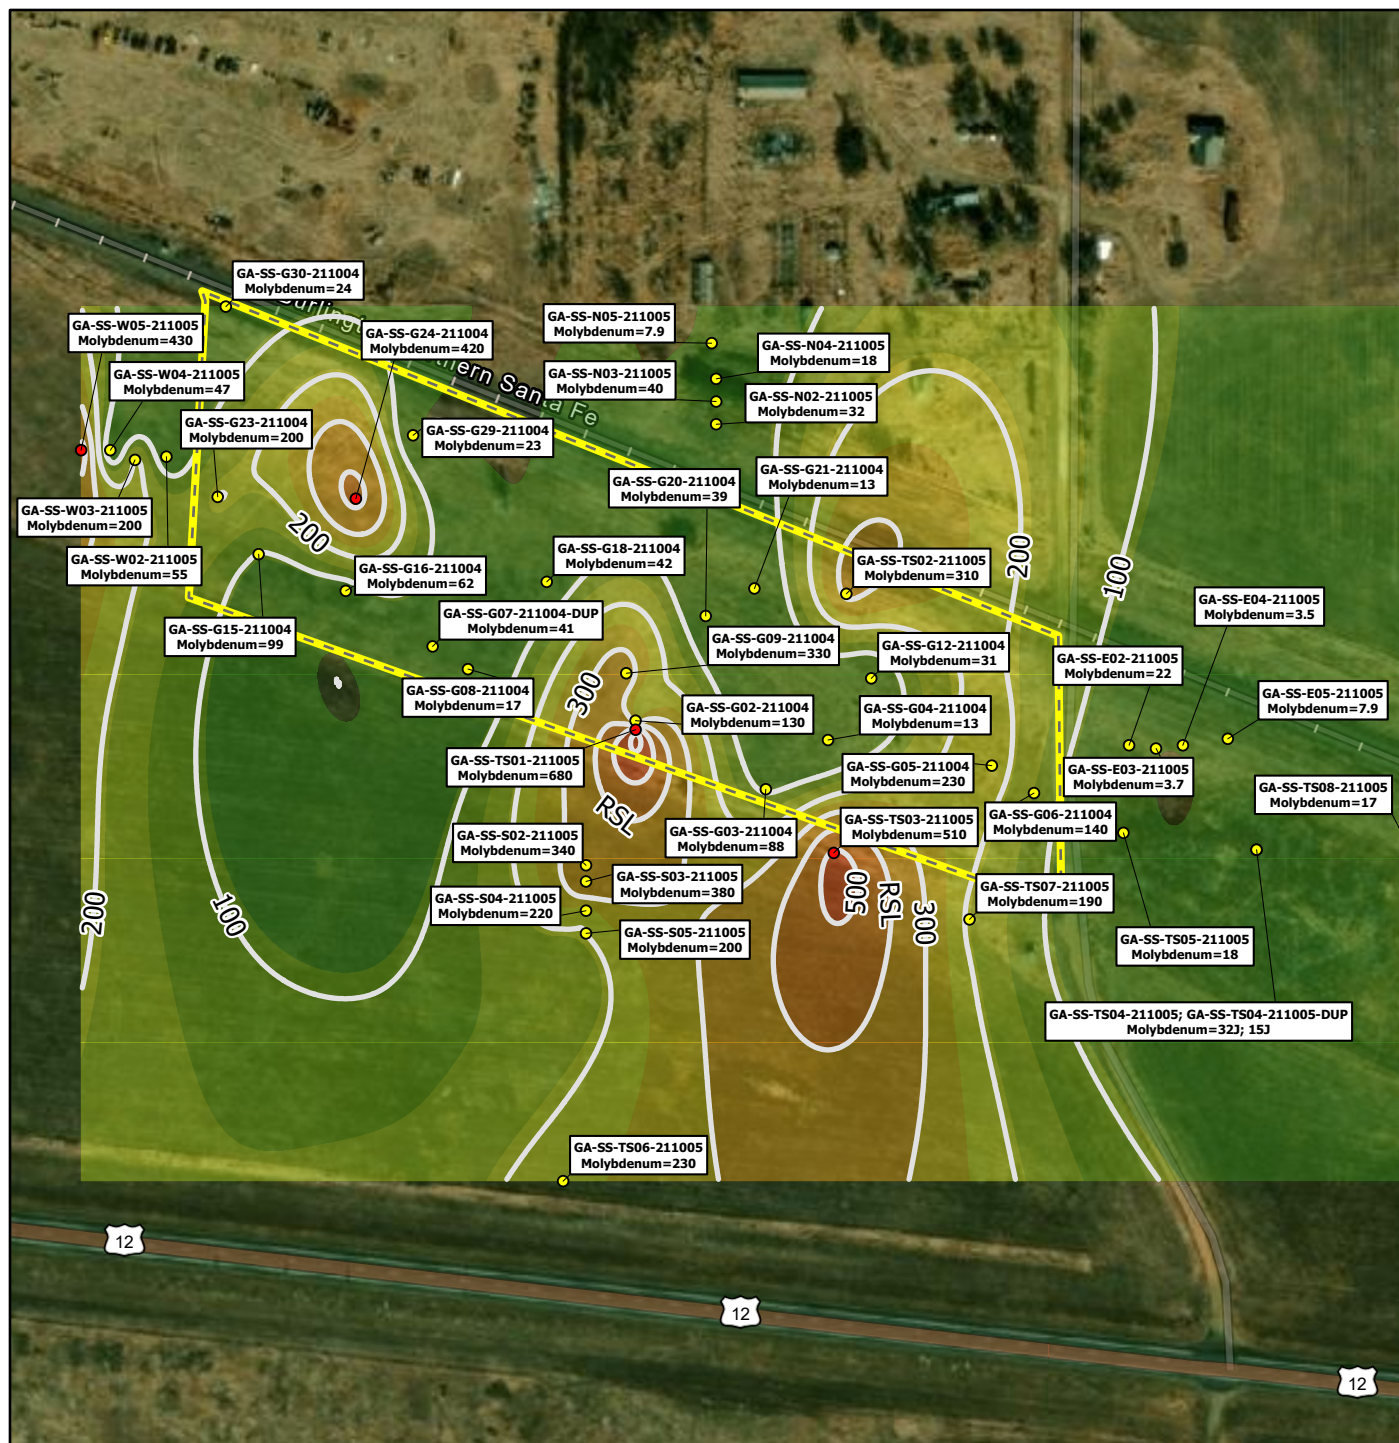 GA-SS-G30-211004
Molybdenum=24
Burlingt
thern Santa Fe
GA-SS-W05-211005
Molybdenum=430
GA-SS-G24-211004
Molybdenum=420
GA-SS-N05-211005
Molybdenum=7.9
GA-SS-N04-211005
Molybdenum=18
GA-SS-W04-211005
Molybdenum=47
GA-SS-N03-211005
Molybdenum=40
GA-SS-N02-211005
Molybdenum=32
GA-SS-G23-211004
Molybdenum=200
GA-SS-G29-211004
Molybdenum=23
GA-SS-G21-211004
Molybdenum=13
GA-SS-G20-211004
Molybdenum=39
GA-SS-W03-211005
Molybdenum=200
200
GA-SS-W02-211005
Molybdenum=55
GA-SS-G18-211004
Molybdenum=42
GA-SS-TS02-211005
Molybdenum=310
200
100
GA-SS-G16-211004
Molybdenum=62
GA-SS-E04-211005
Molybdenum=3.5
GA-SS-G15-211004
Molybdenum=99
GA-SS-G07-211004-DUP
Molybdenum=41
GA-SS-G09-211004
Molybdenum=330
GA-SS-G12-211004
Molybdenum=31
GA-SS-E02-211005
Molybdenum=22
GA-SS-G08-211004
Molybdenum=17
300
GA-SS-E05-211005
Molybdenum=7.9
GA-SS-G02-211004
Molybdenum=130
GA-SS-G04-211004
Molybdenum=13
GA-SS-TS01-211005
Molybdenum=680
GA-SS-G05-211004
Molybdenum=230
GA-SS-E03-211005
Molybdenum=3.7
GA-SS-TS08-211005
Molybdenum=17
RSL
GA-SS-G06-211004
Molybdenum=140
GA-SS-S02-211005
Molybdenum=340
GA-SS-G03-211004
Molybdenum=88
GA-SS-TS03-211005
Molybdenum=510
GA-SS-S03-211005
Molybdenum=380
GA-SS-S04-211005
Molybdenum=220
500
RSL
300
GA-SS-TS07-211005
Molybdenum=190
200
100
GA-SS-S05-211005
Molybdenum=200
GA-SS-TS05-211005
Molybdenum=18
GA-SS-TS04-211005; GA-SS-TS04-211005-DUP
Molybdenum=32J; 15J
GA-SS-TS06-211005
Molybdenum=230
12
12
12